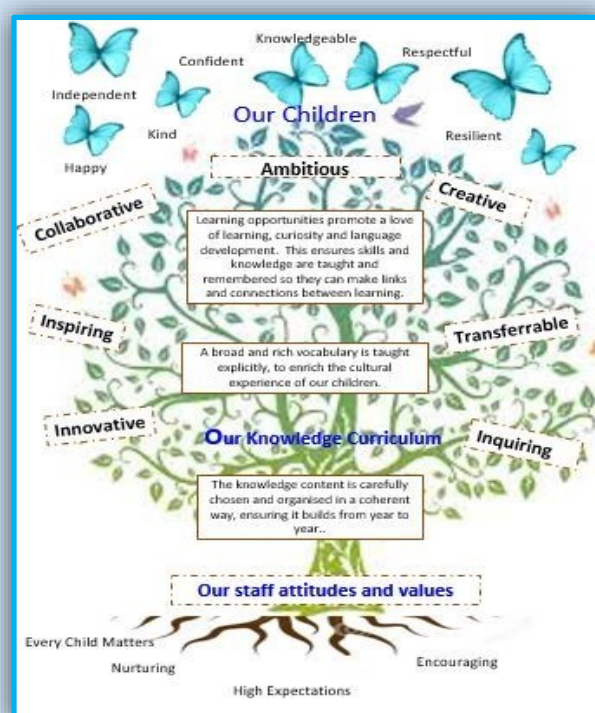 Knowledgeable
Confident
Respectful
Independent
Our Children
Kind
Resilient
Happy
Ambitious
Collaborative
Creative
Learning opportunities promote a love
of learning, curiosity and language
development. This ensures skills and
knowledge are taught and
remembered so they can make links
and connections between learning.
Inspiring
Transferrable
A broad and rich vocabulary is taught
explicitly, to enrich the cultural
experience of our children.
Innovative
Our Knowledge Curriculum
Inquiring
The knowledge content is carefully
chosen and organised in a coherent
way, ensuring it builds from year to
year..
Our staff attitudes and values
Every Child Matters
Nurturing
Encouraging
High Expectations